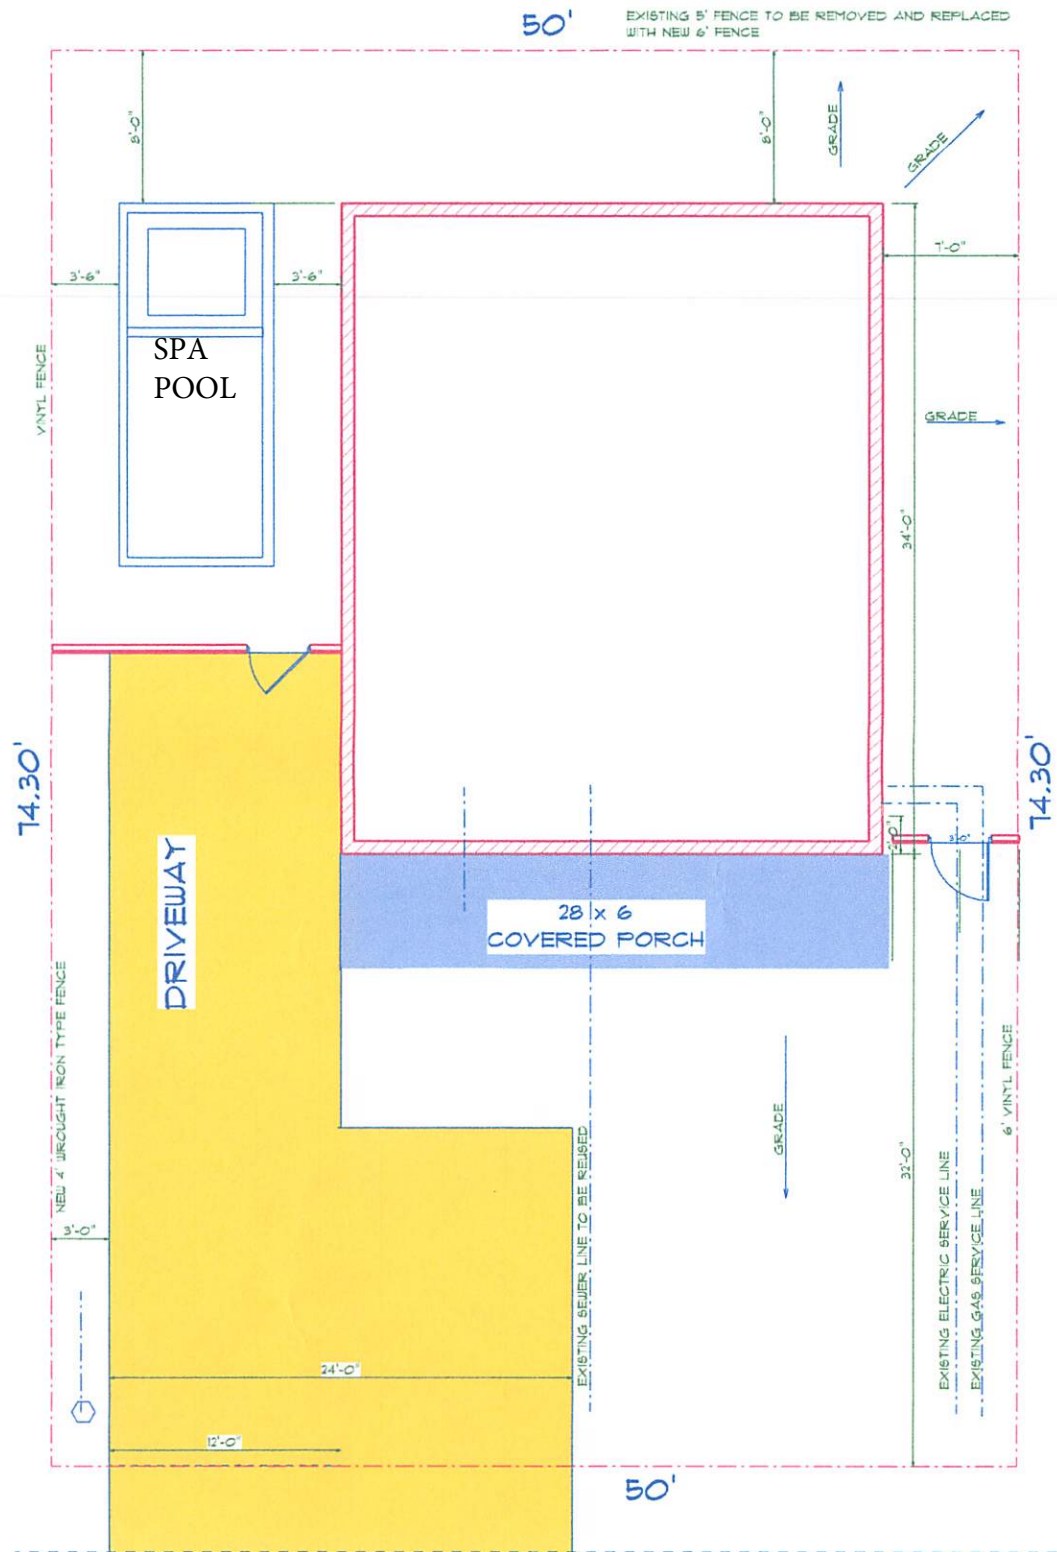 50'
EXISTING 5' FENCE TO BE REMOVED AND REPLACED
WITH NEW 6' FENCE
8'-0"
8'-0"
GRADE
GRADE
3'-6"
3'-6"
7'-0"
SPA
POOL
VINYL FENCE
GRADE
34'-0"
74.30'
74.30'
3'-0"
28 x 6
COVERED PORCH
DRIVEWAY
NEW 4' WROUGHT IRON TYPE FENCE
6' VINYL FENCE
GRADE
32'-0"
EXISTING SEWER LINE TO BE REUSED
EXISTING ELECTRIC SERVICE LINE
EXISTING GAS SERVICE LINE
3'-0"
24'-0"
12'-0"
50'